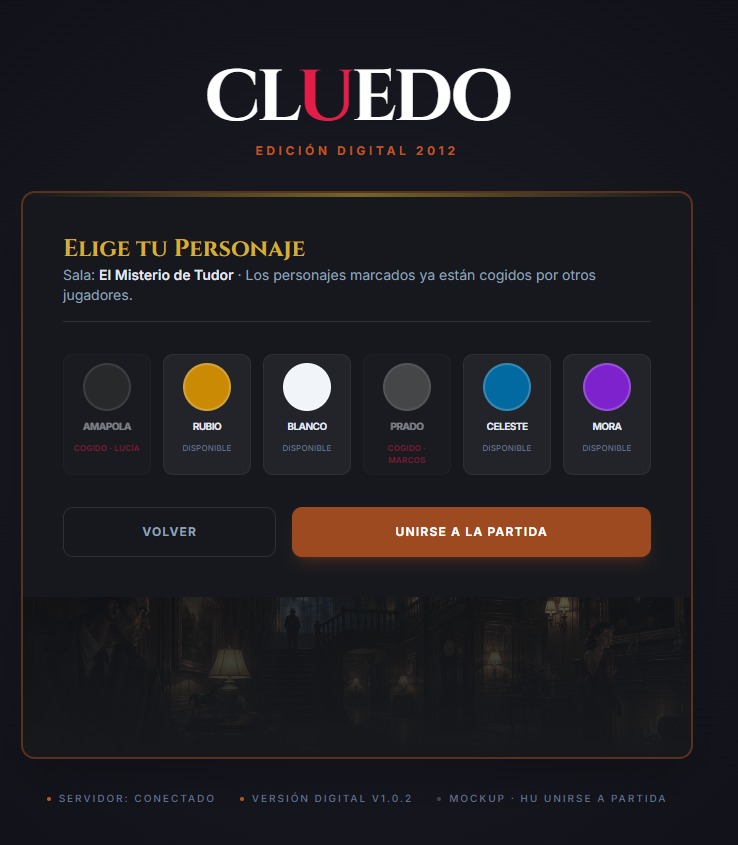 CLUEDO
EDICIÓN DIGITAL 2012
Elige tu Personaje
Sala: El Misterio de Tudor · Los personajes marcados ya están cogidos por otros
jugadores.
AMAPOLA
COGIDO · LUCÍA
RUBIO
DISPONIBLE
BLANCO
DISPONIBLE
PRADO
COGIDO ·
MARCOS
CELESTE
DISPONIBLE
MORA
DISPONIBLE
VOLVER
UNIRSE A LA PARTIDA
SERVIDOR: CONECTADO
VERSIÓN DIGITAL V1.0.2
MOCKUP · HU UNIRSE A PARTIDA